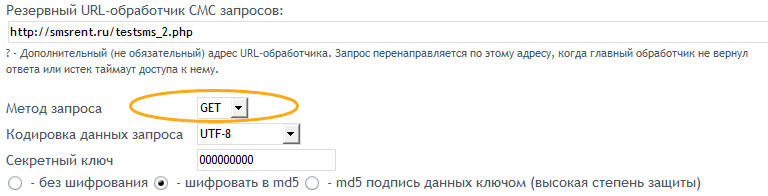 Резервный URL-обработчик СМС запросов:
http://smsrent.ru/testsms_2.php
? - Дополнительный (не обязательный) адрес URL-обработчика. Запрос перенаправляется по этому адресу, когда главный обработчик не вернул
ответа или истек таймаут доступа к нему.
Метод запроса GET
Кодировка данных запроса UTF-8
Секретный ключ 000000000
- без шифрования - шифровать в md5 - md5 подпись данных ключом (высокая степень защиты)